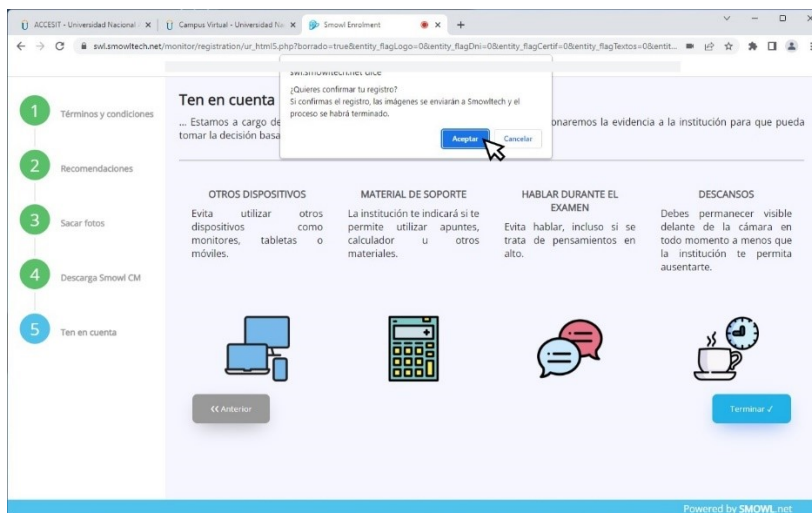 ACCESIT - Universidad Nacional
Campus Virtual - Universidad Na
Smowl Enrolment
swl.smowltech.net/monitor/registration/ur_html5.php?borrado=true&entity_flagLogo=0&entity_flagDni=0&entity_flagCertif=0&entity_flagTextos=0&entit...
swl.smowltech.net dice
¿Quieres confirmar tu registro?
Si confirmas el registro, las imágenes se enviarán a Smowltech y el
proceso se habrá terminado.
Aceptar
Cancelar
1 Términos y condiciones
2 Recomendaciones
3 Sacar fotos
4 Descarga Smowl CM
5 Ten en cuenta
Ten en cuenta
... Estamos a cargo de
onaremos la evidencia a la institución para que pueda
tomar la decisión basa
OTROS DISPOSITIVOS
Evita utilizar otros
dispositivos como
monitores, tabletas o
móviles.
MATERIAL DE SOPORTE
La institución te indicará si te
permite utilizar apuntes,
calculador u otros
materiales.
HABLAR DURANTE EL
EXAMEN
Evita hablar, incluso si se
trata de pensamientos en
alto.
DESCANSOS
Debes permanecer visible
delante de la cámara en
todo momento a menos que
la institución te permita
ausentarte.
<< Anterior
Terminar ✓
Powered by SMOWL.net